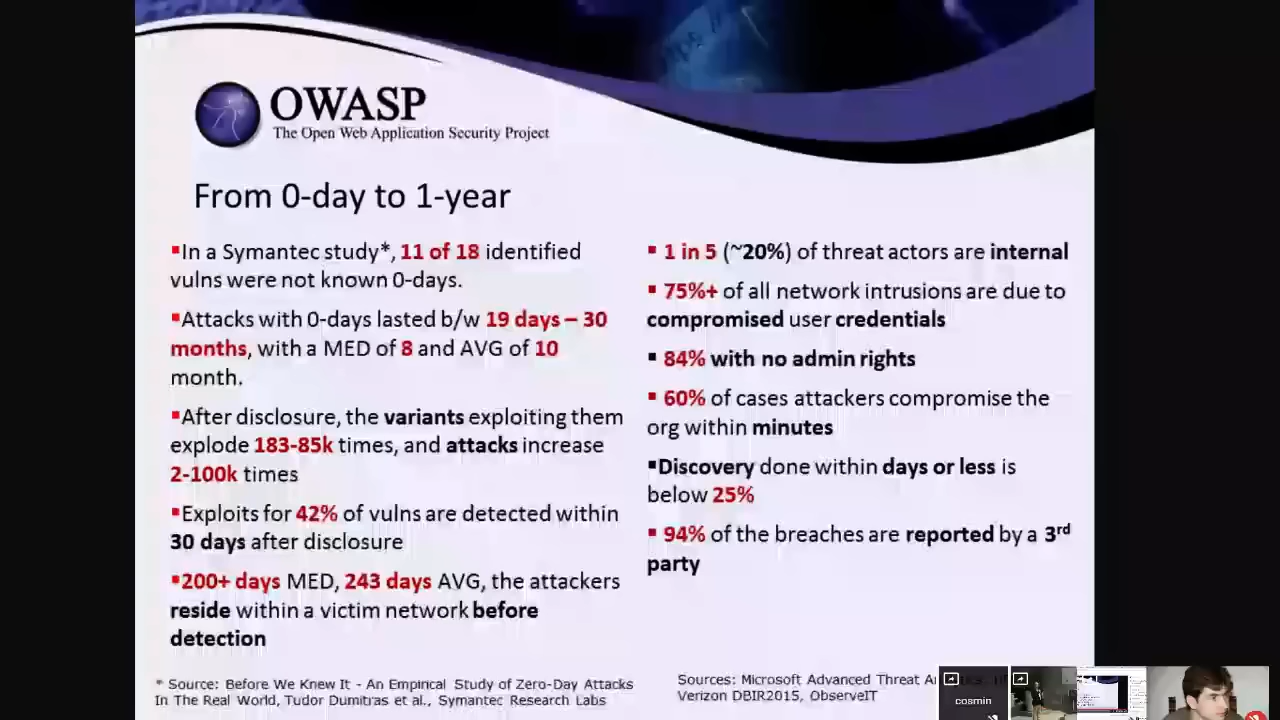 OWASP
The Open Web Application Security Project
From 0-day to 1-year
▪In a Symantec study*, 11 of 18 identified
vulns were not known 0-days.
▪Attacks with 0-days lasted b/w 19 days – 30
months, with a MED of 8 and AVG of 10
month.
▪After disclosure, the variants exploiting them
explode 183-85k times, and attacks increase
2-100k times
▪Exploits for 42% of vulns are detected within
30 days after disclosure
▪200+ days MED, 243 days AVG, the attackers
reside within a victim network before
detection
▪ 1 in 5 (~20%) of threat actors are internal
▪ 75%+ of all network intrusions are due to
compromised user credentials
▪ 84% with no admin rights
▪ 60% of cases attackers compromise the
org within minutes
▪Discovery done within days or less is
below 25%
▪ 94% of the breaches are reported by a 3rd
party
* Source: Before We Knew It - An Empirical Study of Zero-Day Attacks
In The Real World, Tudor Dumitras et al., Symantec Research Labs
Sources: Microsoft Advanced Threat
Verizon DBIR2015, ObserveIT
cosmin